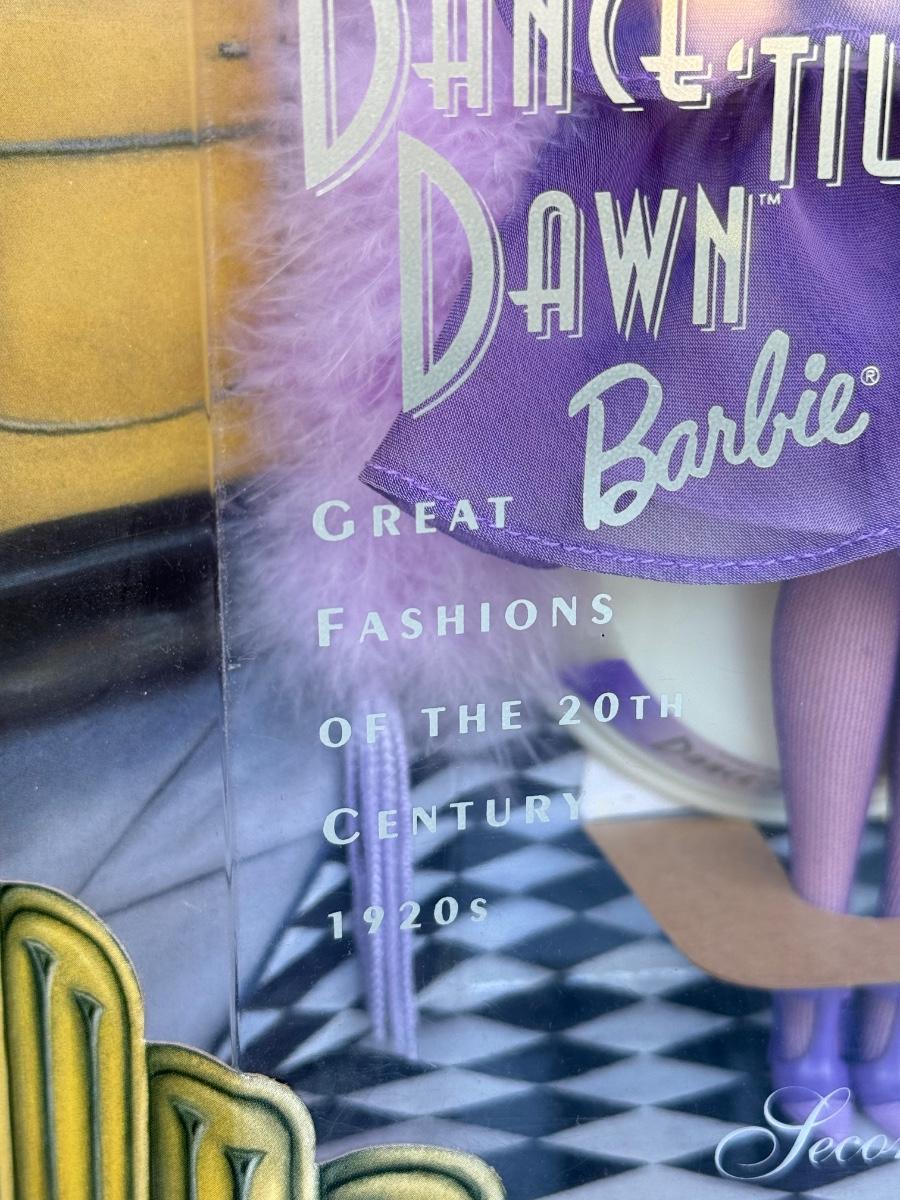 DANCE 'TIL
DAWN™
Barbie®
GREAT
FASHIONS
OF THE 20TH
CENTURY
1920s